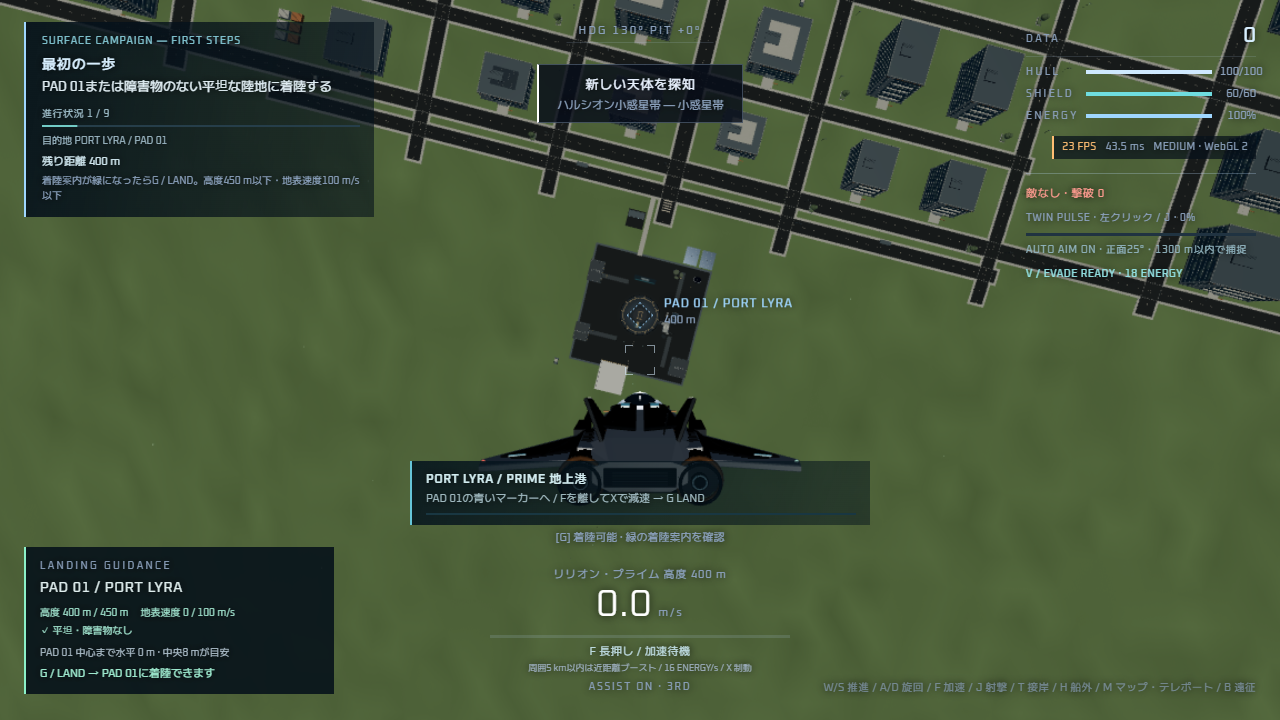 SURFACE CAMPAIGN — FIRST STEPS
最初の一歩
PAD 01または障害物のない平坦な陸地に着陸する
進行状況 1 / 9
目的地 PORT LYRA / PAD 01
残り距離 400 m
着陸案内が緑になったらG / LAND。高度450 m以下・地表速度100 m/s
以下
HDG 130° PIT +0°
新しい天体を探知
ハルシオン小惑星帯 — 小惑星帯
DATA 0
HULL 100/100
SHIELD 60/60
ENERGY 100%
23 FPS 43.5 ms MEDIUM · WebGL 2
敵なし · 撃破 0
TWIN PULSE · 左クリック / J · 0%
AUTO AIM ON · 正面25° · 1300 m以内で捕捉
V / EVADE READY · 18 ENERGY
PAD 01 / PORT LYRA
400 m
PORT LYRA / PRIME 地上港
PAD 01の青いマーカーへ / Fを離してXで減速 → G LAND
[G] 着陸可能 · 緑の着陸案内を確認
リリオン・プライム 高度 400 m
0.0 m/s
F 長押し / 加速待機
周囲5 km以内は近距離ブースト / 16 ENERGY/s / X 制動
ASSIST ON · 3RD
LANDING GUIDANCE
PAD 01 / PORT LYRA
高度 400 m / 450 m 地表速度 0 / 100 m/s
✓ 平坦・障害物なし
PAD 01 中心まで水平 0 m · 中央8 mが目安
G / LAND → PAD 01に着陸できます
W/S 推進 / A/D 旋回 / F 加速 / J 射撃 / T 接岸 / H 船外 / M マップ・テレポート / B 遠征